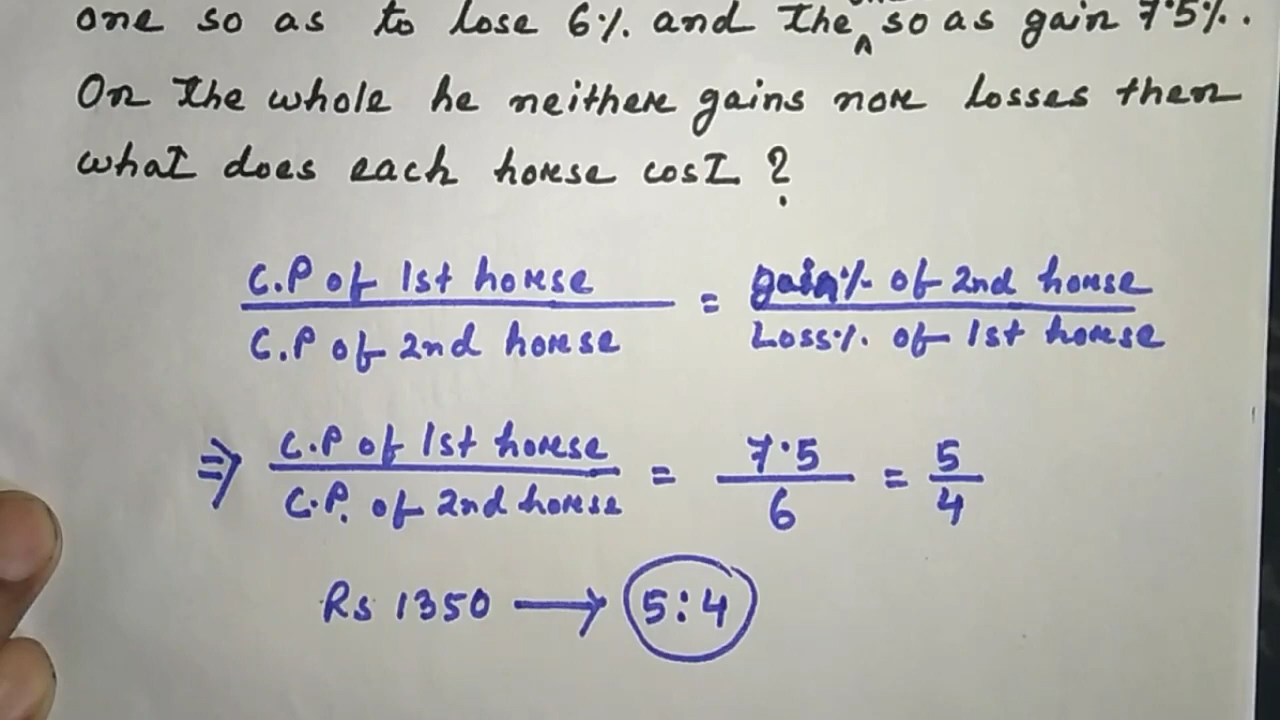 one so as to lose 6% and the so as gain 7.5%.
On the whole he neither gains nor losses then
what does each horse cost ?
C.P of 1st horse / C.P of 2nd horse = gain% of 2nd horse / Loss% of 1st horse
⇒ C.P of 1st horse / C.P. of 2nd horse = 7.5 / 6 = 5 / 4
Rs 1350 → 5:4